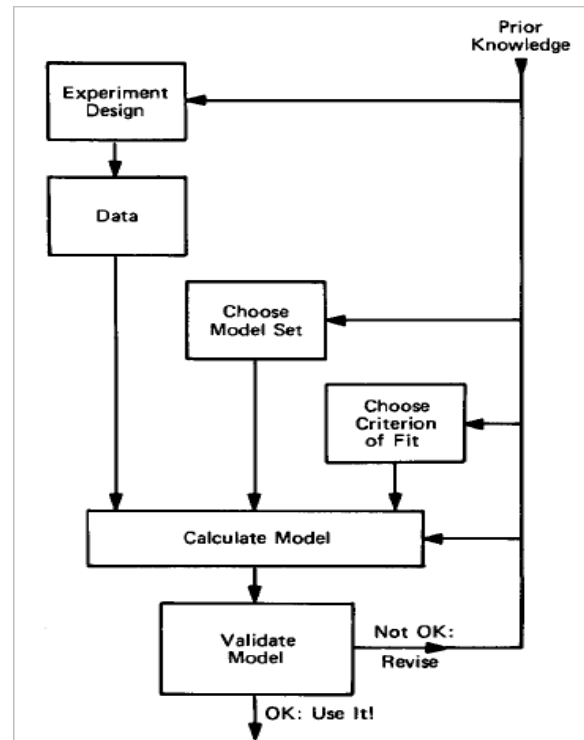 Prior
Knowledge
Experiment
Design
Data
Choose
Model Set
Choose
Criterion
of Fit
Calculate Model
Validate
Model
Not OK:
Revise
OK: Use It!